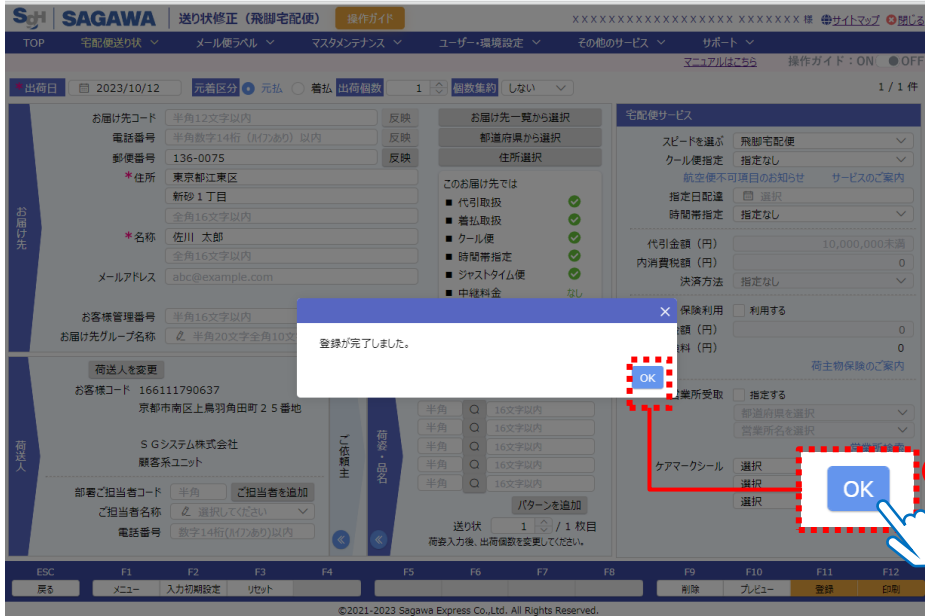 SGH SAGAWA 送り状修正（飛脚宅配便） 操作ガイド XXXXXXXXXXXXXXXXXXX XXXXXXX 様 サイトマップ 閉じる
TOP 宅配便送り状 メール便ラベル マスタメンテナンス ユーザー・環境設定 その他のサービス サポート
マニュアルはこちら 操作ガイド：ON OFF
*出荷日 2023/10/12 元着区分 元払 着払 出荷個数 1 個数集約 しない 1 / 1 件
お届け先
お届け先コード 半角12文字以内 反映
電話番号 半角数字14桁 (ハイフンあり) 以内 反映
郵便番号 136-0075 反映
*住所 東京都江東区
新砂１丁目
全角16文字以内
*名称 佐川　太郎
全角16文字以内
メールアドレス abc@example.com
お客様管理番号 半角16文字以内
お届け先グループ名称 半角20文字全角10文
お届け先一覧から選択
都道府県から選択
住所選択
このお届け先では
■ 代引取扱
■ 着払取扱
■ クール便
■ 時間帯指定
■ ジャストタイム便
■ 中継料金 なし
宅配便サービス
スピードを選ぶ 飛脚宅配便
クール便指定 指定なし
航空便不可項目のお知らせ サービスのご案内
指定日配達 選択
時間帯指定 指定なし
代引金額（円） 10,000,000未満
内消費税額（円） 0
決済方法 指定なし
保険利用 利用する
額（円） 0
料（円） 0
荷主物保険のご案内
営業所受取 指定する
都道府県を選択
営業所名を選択
ケアマークシール 選択
選択
選択
登録が完了しました。
OK
OK
荷送人
荷送人を変更
お客様コード 166111790637
京都市南区上鳥羽角田町２５番地
ＳＧシステム株式会社
顧客系ユニット
部署ご担当者コード 半角 ご担当者を追加
ご担当者名称 選択してください
電話番号 数字14桁(ハイフンあり)以内
ご依頼主
荷姿・品名
半角 16文字以内
半角 16文字以内
半角 16文字以内
半角 16文字以内
半角 16文字以内
パターンを追加
送り状 1 / 1 枚目
荷姿入力後、出荷個数を変更してください。
ESC F1 F2 F3 F4 F5 F6 F7 F8 F9 F10 F11 F12
戻る メニュー 入力初期設定 リセット 削除 プレビュー 登録 印刷
©2021-2023 Sagawa Express Co.,Ltd. All Rights Reserved.